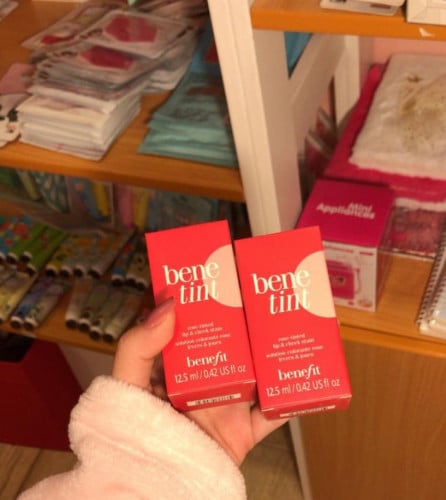 bene
tint
rose-tinted
lip & cheek stain
solution colorante rose
lèvres & joues
benefit
12.5 ml / 0.42 US fl oz
bene
tint
rose-tinted
lip & cheek stain
solution colorante rose
lèvres & joues
benefit
12.5 ml / 0.42 US fl oz
Mini
Appliances